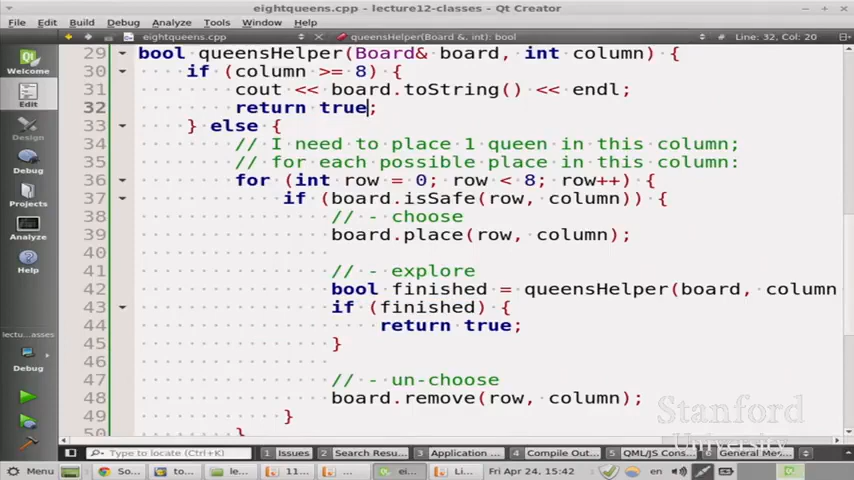 eightqueens.cpp - lecture12-classes - Qt Creator
File Edit Build Debug Analyze Tools Window Help
eightqueens.cpp queensHelper(Board &, int): bool Line: 32, Col: 20
29 bool queensHelper(Board& board, int column) {
30 if (column >= 8) {
31 cout << board.toString() << endl;
32 return true;
33 } else {
34 // I need to place 1 queen in this column;
35 // for each possible place in this column:
36 for (int row = 0; row < 8; row++) {
37 if (board.isSafe(row, column)) {
38 // - choose
39 board.place(row, column);
40
41 // - explore
42 bool finished = queensHelper(board, column
43 if (finished) {
44 return true;
45 }
46
47 // - un-choose
48 board.remove(row, column);
49 }
50 }
Welcome
Edit
Design
Debug
Projects
Analyze
Help
lectu...asses
Debug
Stanford
University
Type to locate (Ctrl+K) 1 Issues 2 Search Resul... 3 Application ... 4 Compile Out... 5 QML/JS Cons... 6 General Me...
Menu So... to... le... 11... ... ei... Li... Fri Apr 24, 15:42 en